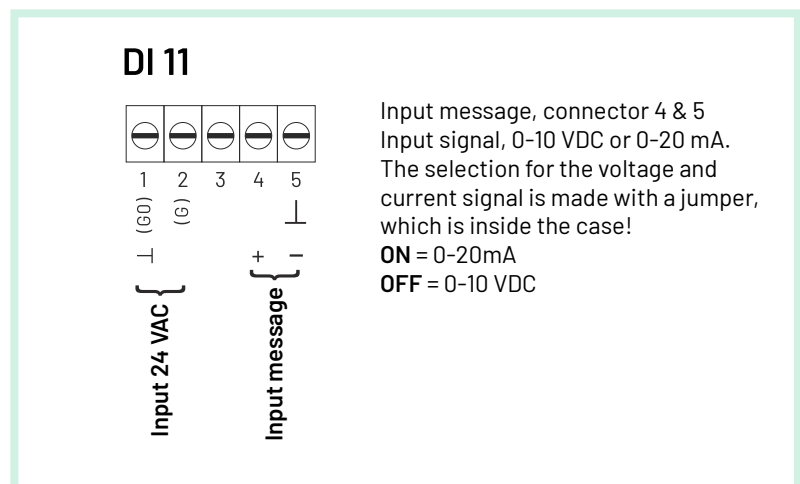 DI 11
1 2 3 4 5
(G0) (G)
+ −
Input 24 VAC
Input message
Input message, connector 4 & 5
Input signal, 0-10 VDC or 0-20 mA.
The selection for the voltage and
current signal is made with a jumper,
which is inside the case!
ON = 0-20mA
OFF = 0-10 VDC